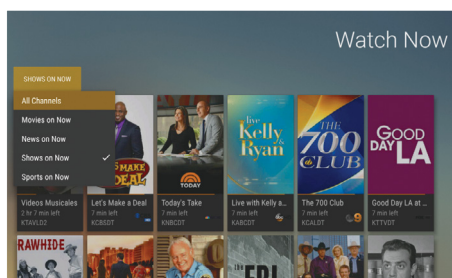 Watch Now
SHOWS ON NOW
All Channels
Movies on Now
News on Now
Shows on Now
Sports on Now
MAKE
DEAL
TODAY
live
Kelly&
Ryan
THE
700
CLUB
GOOD
DAY LA
Videos Musicales
2 hr 7 min left
KTAVLD2
Let's Make a Deal
7 min left
KCBSDT
Today's Take
7 min left
KNBCDT
Live with Kelly a...
7 min left
KABCDT
The 700 Club
7 min left
KCALDT
9
Good Day LA at ...
7 min left
KTTVDT
RAWHIDE
the FBI